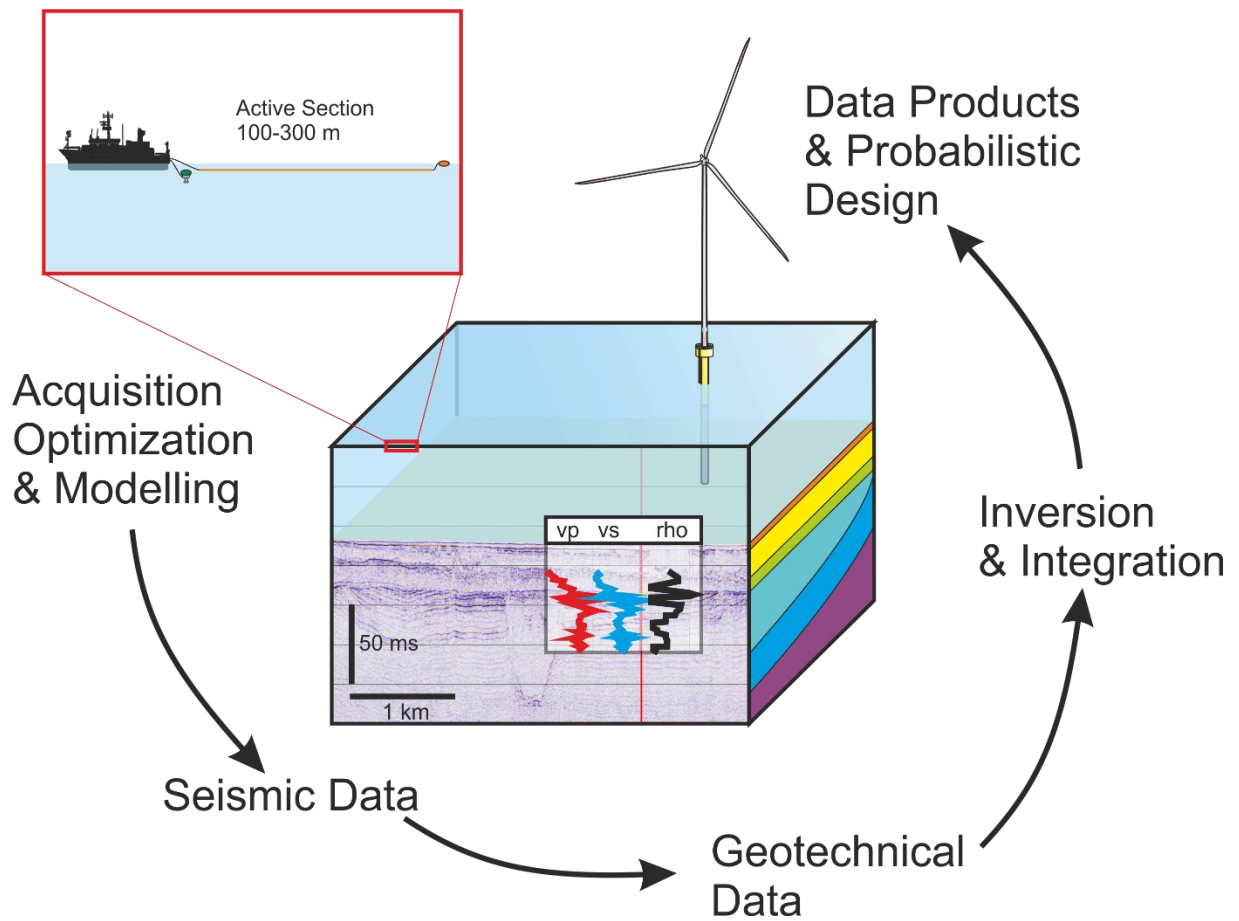 Active Section
100-300 m
Data Products
& Probabilistic
Design
Acquisition
Optimization
& Modelling
vp vs rho
50 ms
1 km
Inversion
& Integration
Seismic Data
Geotechnical
Data